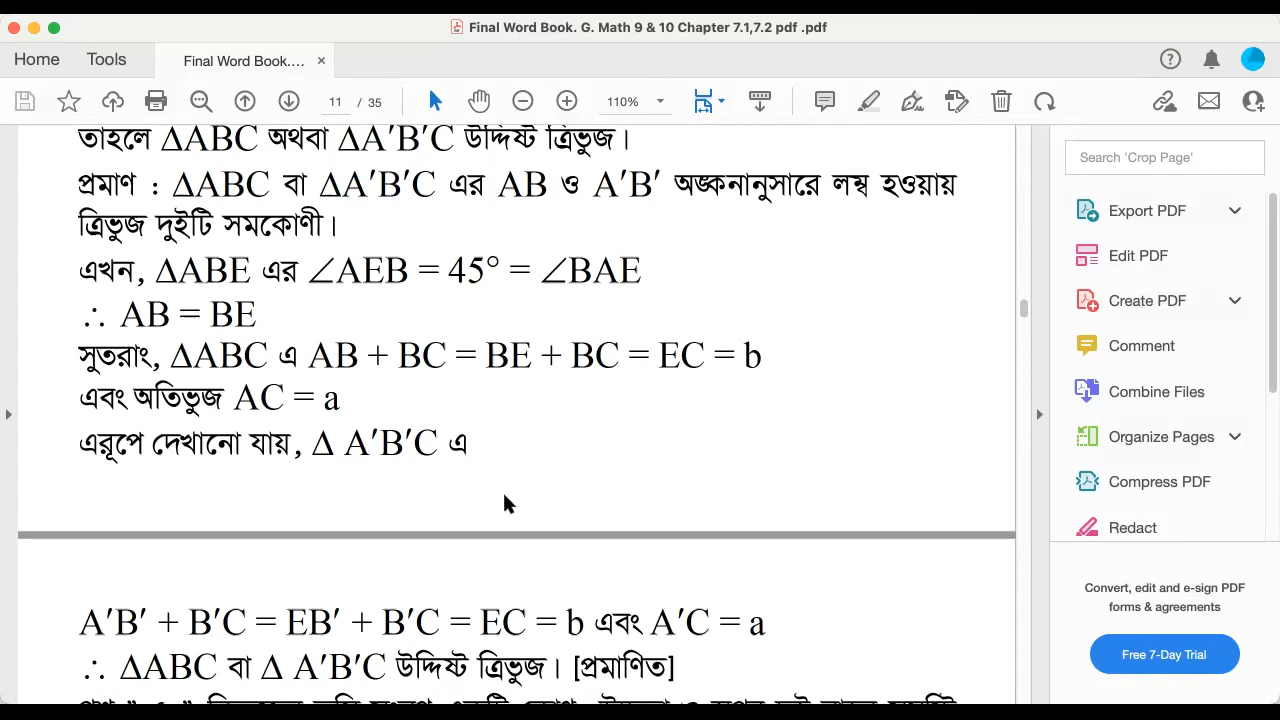 Final Word Book. G. Math 9 & 10 Chapter 7.1,7.2 pdf .pdf
Home Tools Final Word Book.... ×
11 / 35 110%
তাহলে ΔABC অথবা ΔA′B′C উদ্দিষ্ট ত্রিভুজ।
প্রমাণ : ΔABC বা ΔA′B′C এর AB ও A′B′ অঙ্কনানুসারে লম্ব হওয়ায়
ত্রিভুজ দুইটি সমকোণী।
এখন, ΔABE এর ∠AEB = 45° = ∠BAE
∴ AB = BE
সুতরাং, ΔABC এ AB + BC = BE + BC = EC = b
এবং অতিভুজ AC = a
এরূপে দেখানো যায়, Δ A′B′C এ
A′B′ + B′C = EB′ + B′C = EC = b এবং A′C = a
∴ ΔABC বা Δ A′B′C উদ্দিষ্ট ত্রিভুজ। [প্রমাণিত]
Search 'Crop Page'
Export PDF
Edit PDF
Create PDF
Comment
Combine Files
Organize Pages
Compress PDF
Redact
Convert, edit and e-sign PDF
forms & agreements
Free 7-Day Trial